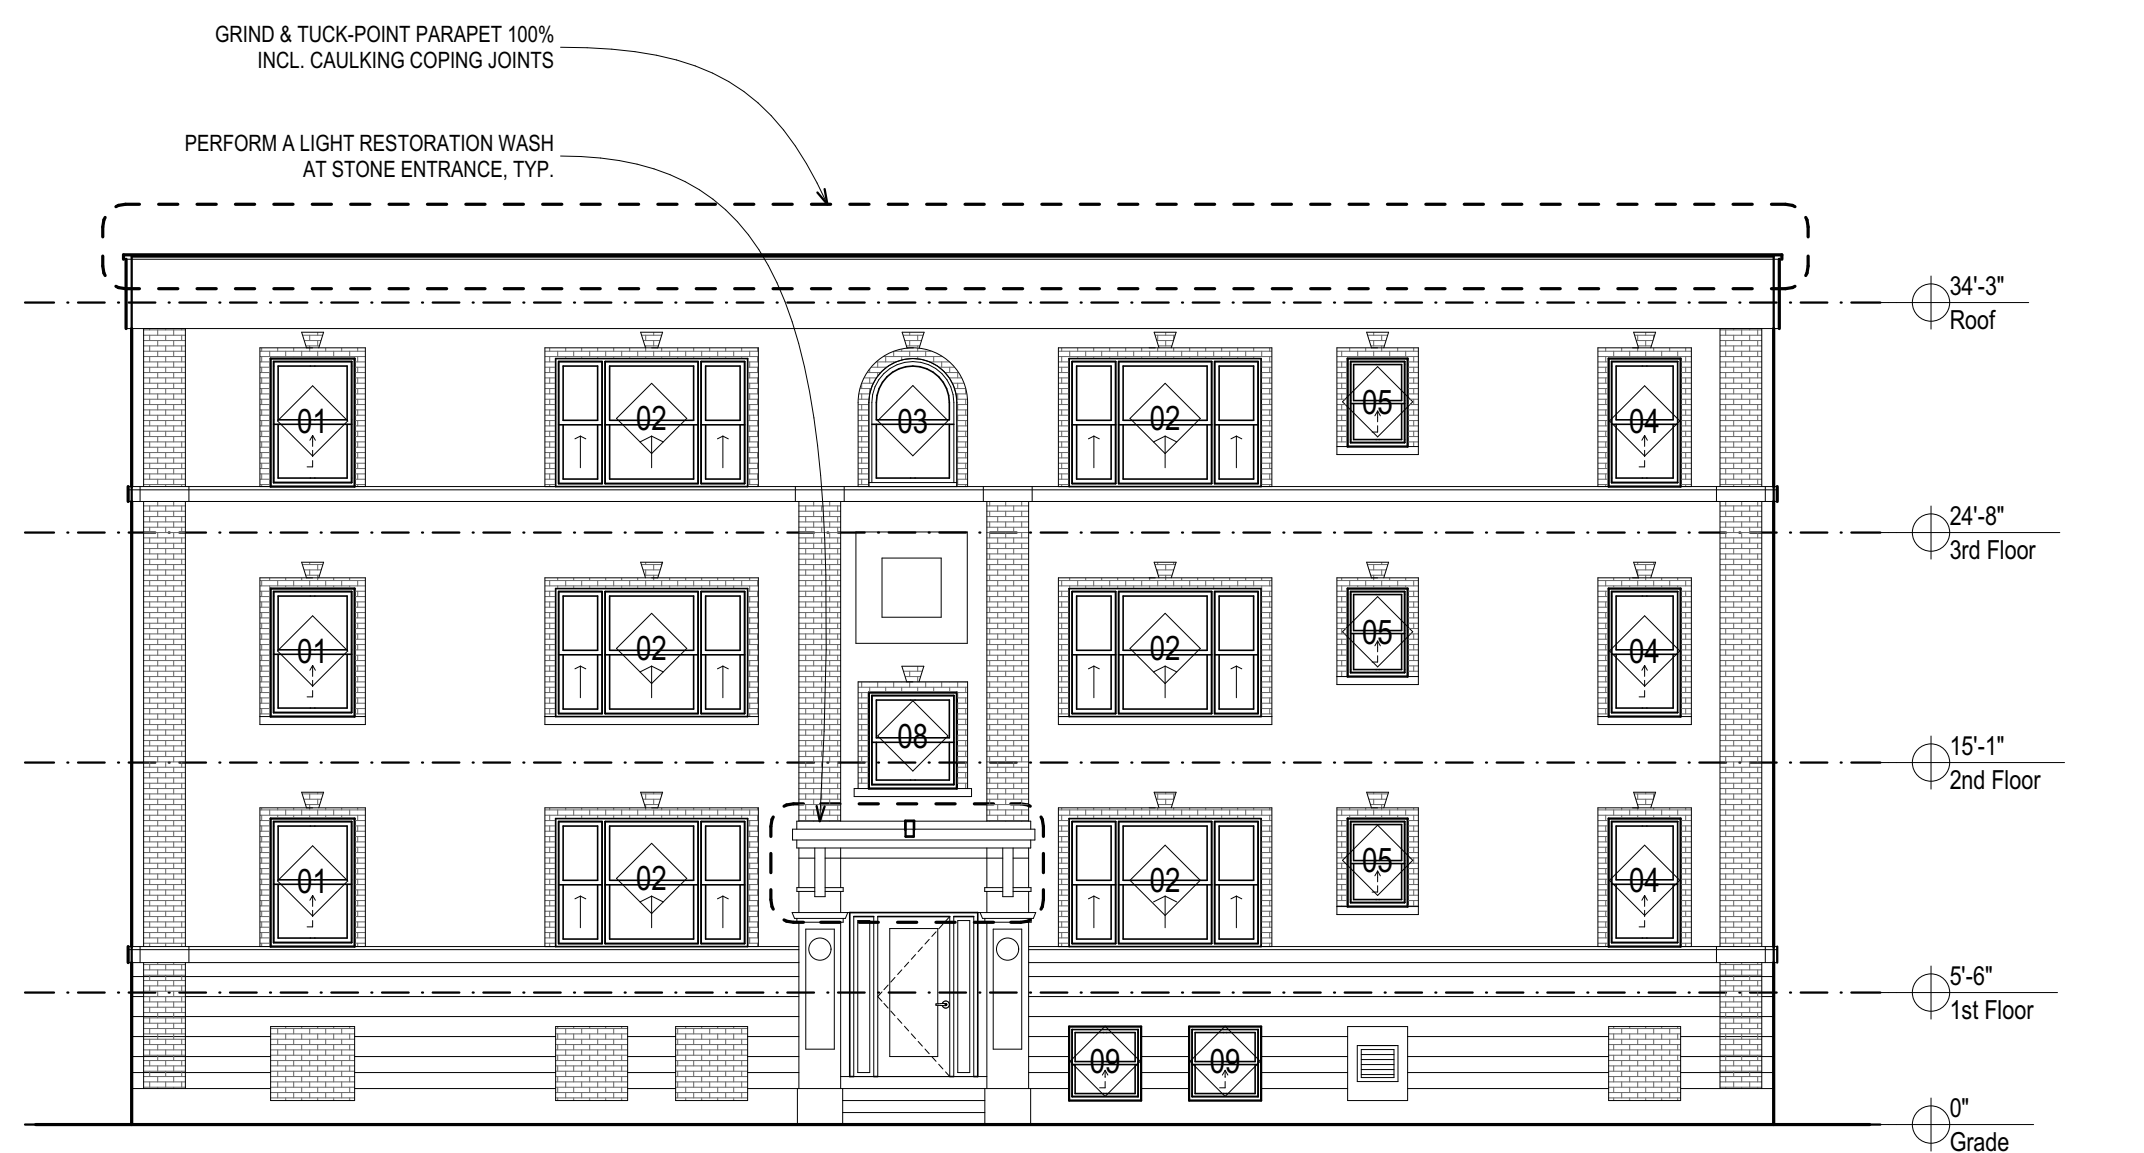 GRIND & TUCK-POINT PARAPET 100%
INCL. CAULKING COPING JOINTS
PERFORM A LIGHT RESTORATION WASH
AT STONE ENTRANCE, TYP.
34'-3"
Roof
01
02
03
02
05
04
24'-8"
3rd Floor
01
02
02
05
04
08
15'-1"
2nd Floor
01
02
02
05
04
5'-6"
1st Floor
09
09
0"
Grade